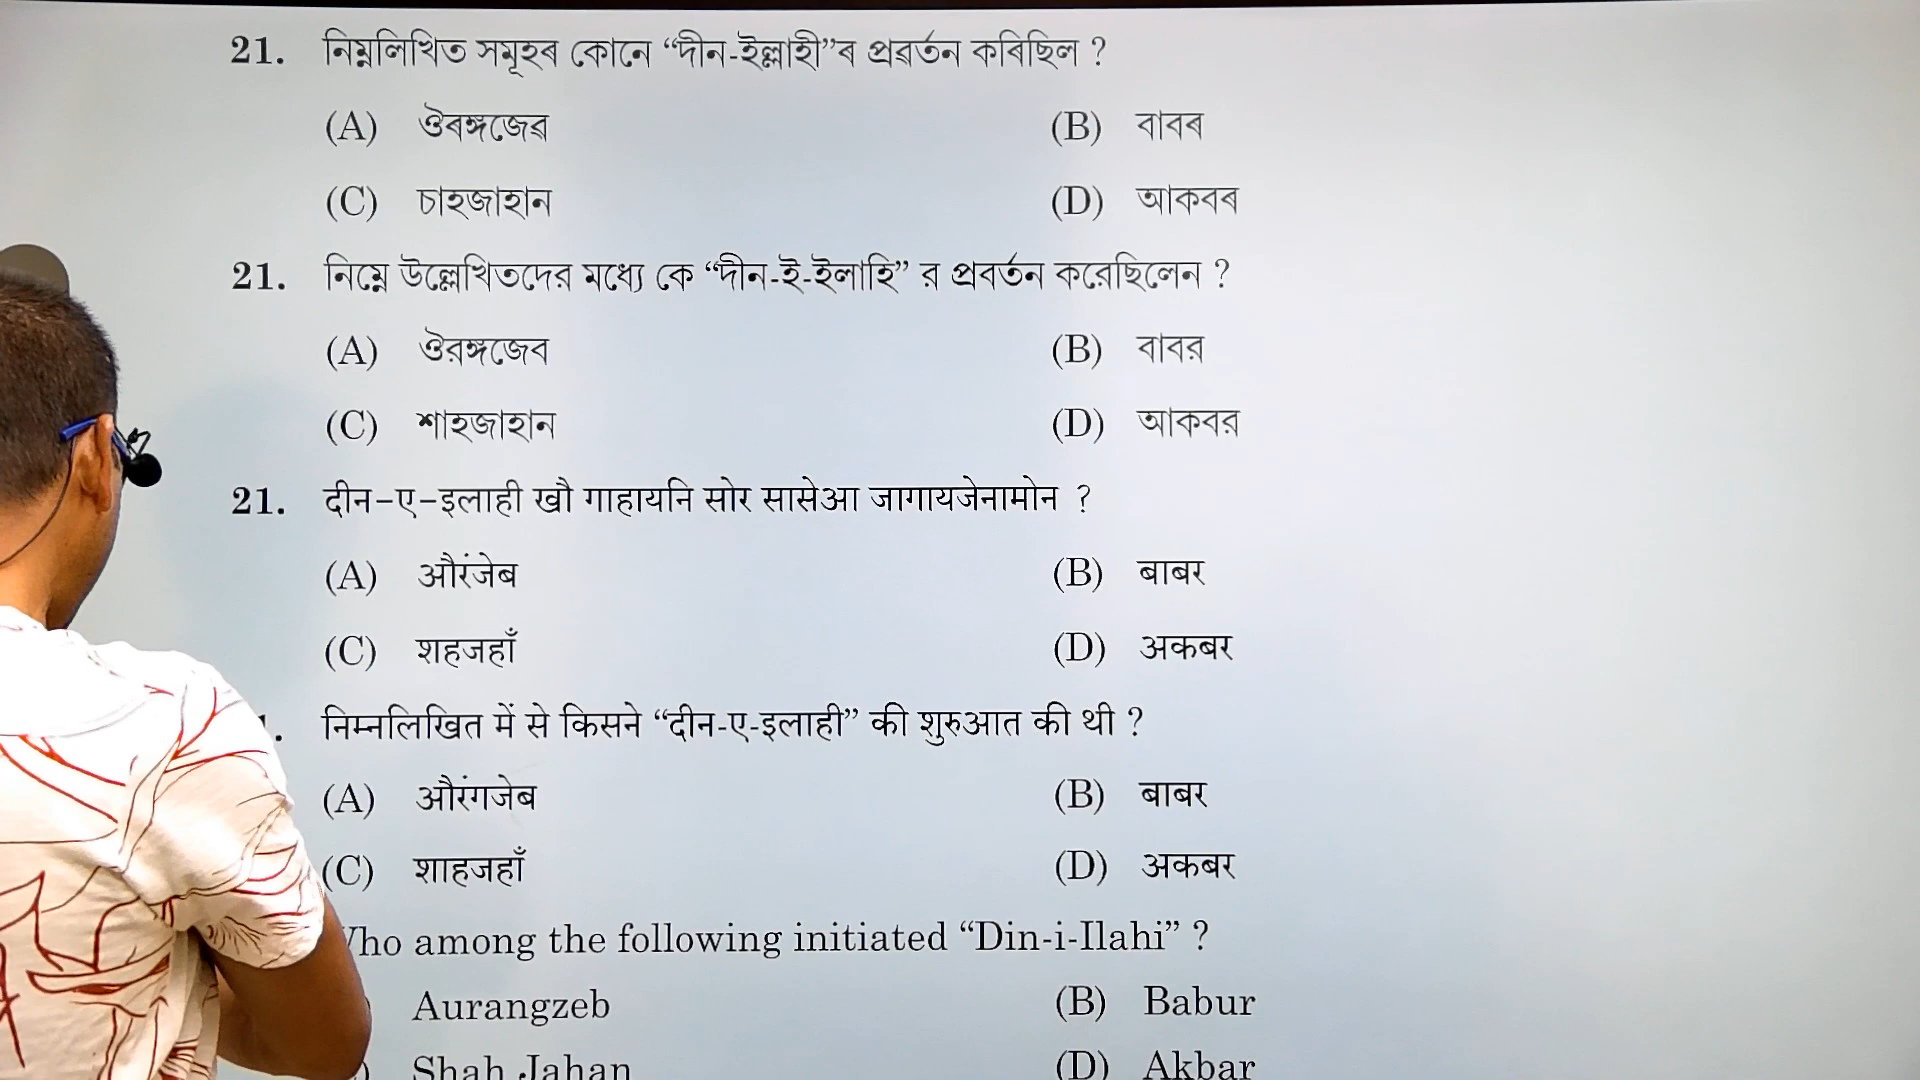 21. নিম্নলিখিত সমূহৰ কোনে “দীন-ইল্লাহী”ৰ প্ৰৱৰ্তন কৰিছিল ?
(A) ঔৰঙ্গজেৱ (B) বাবৰ
(C) চাহজাহান (D) আকবৰ
21. নিম্নে উল্লেখিতদের মধ্যে কে “দীন-ই-ইলাহি” র প্রবর্তন করেছিলেন ?
(A) ঔরঙ্গজেব (B) বাবর
(C) শাহজাহান (D) আকবর
21. दीन-ए-इलाही खौ गाहायनि सोर सासेआ जागायजेनामोन ?
(A) औरंजेब (B) बाबर
(C) शहजहाँ (D) अकबर
. निम्नलिखित में से किसने “दीन-ए-इलाही” की शुरुआत की थी ?
(A) औरंगजेब (B) बाबर
(C) शाहजहाँ (D) अकबर
ho among the following initiated “Din-i-Ilahi” ?
) Aurangzeb (B) Babur
) Shah Jahan (D) Akbar